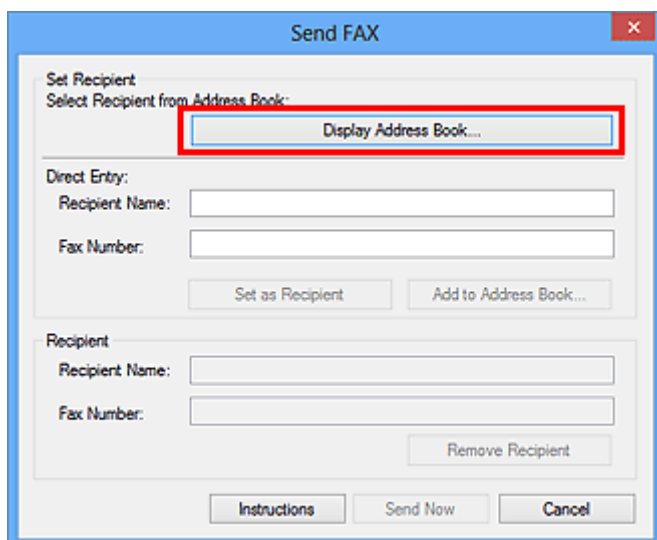 Send FAX
Set Recipient
Select Recipient from Address Book:
Display Address Book...
Direct Entry:
Recipient Name:
Fax Number:
Set as Recipient
Add to Address Book...
Recipient
Recipient Name:
Fax Number:
Remove Recipient
Instructions
Send Now
Cancel